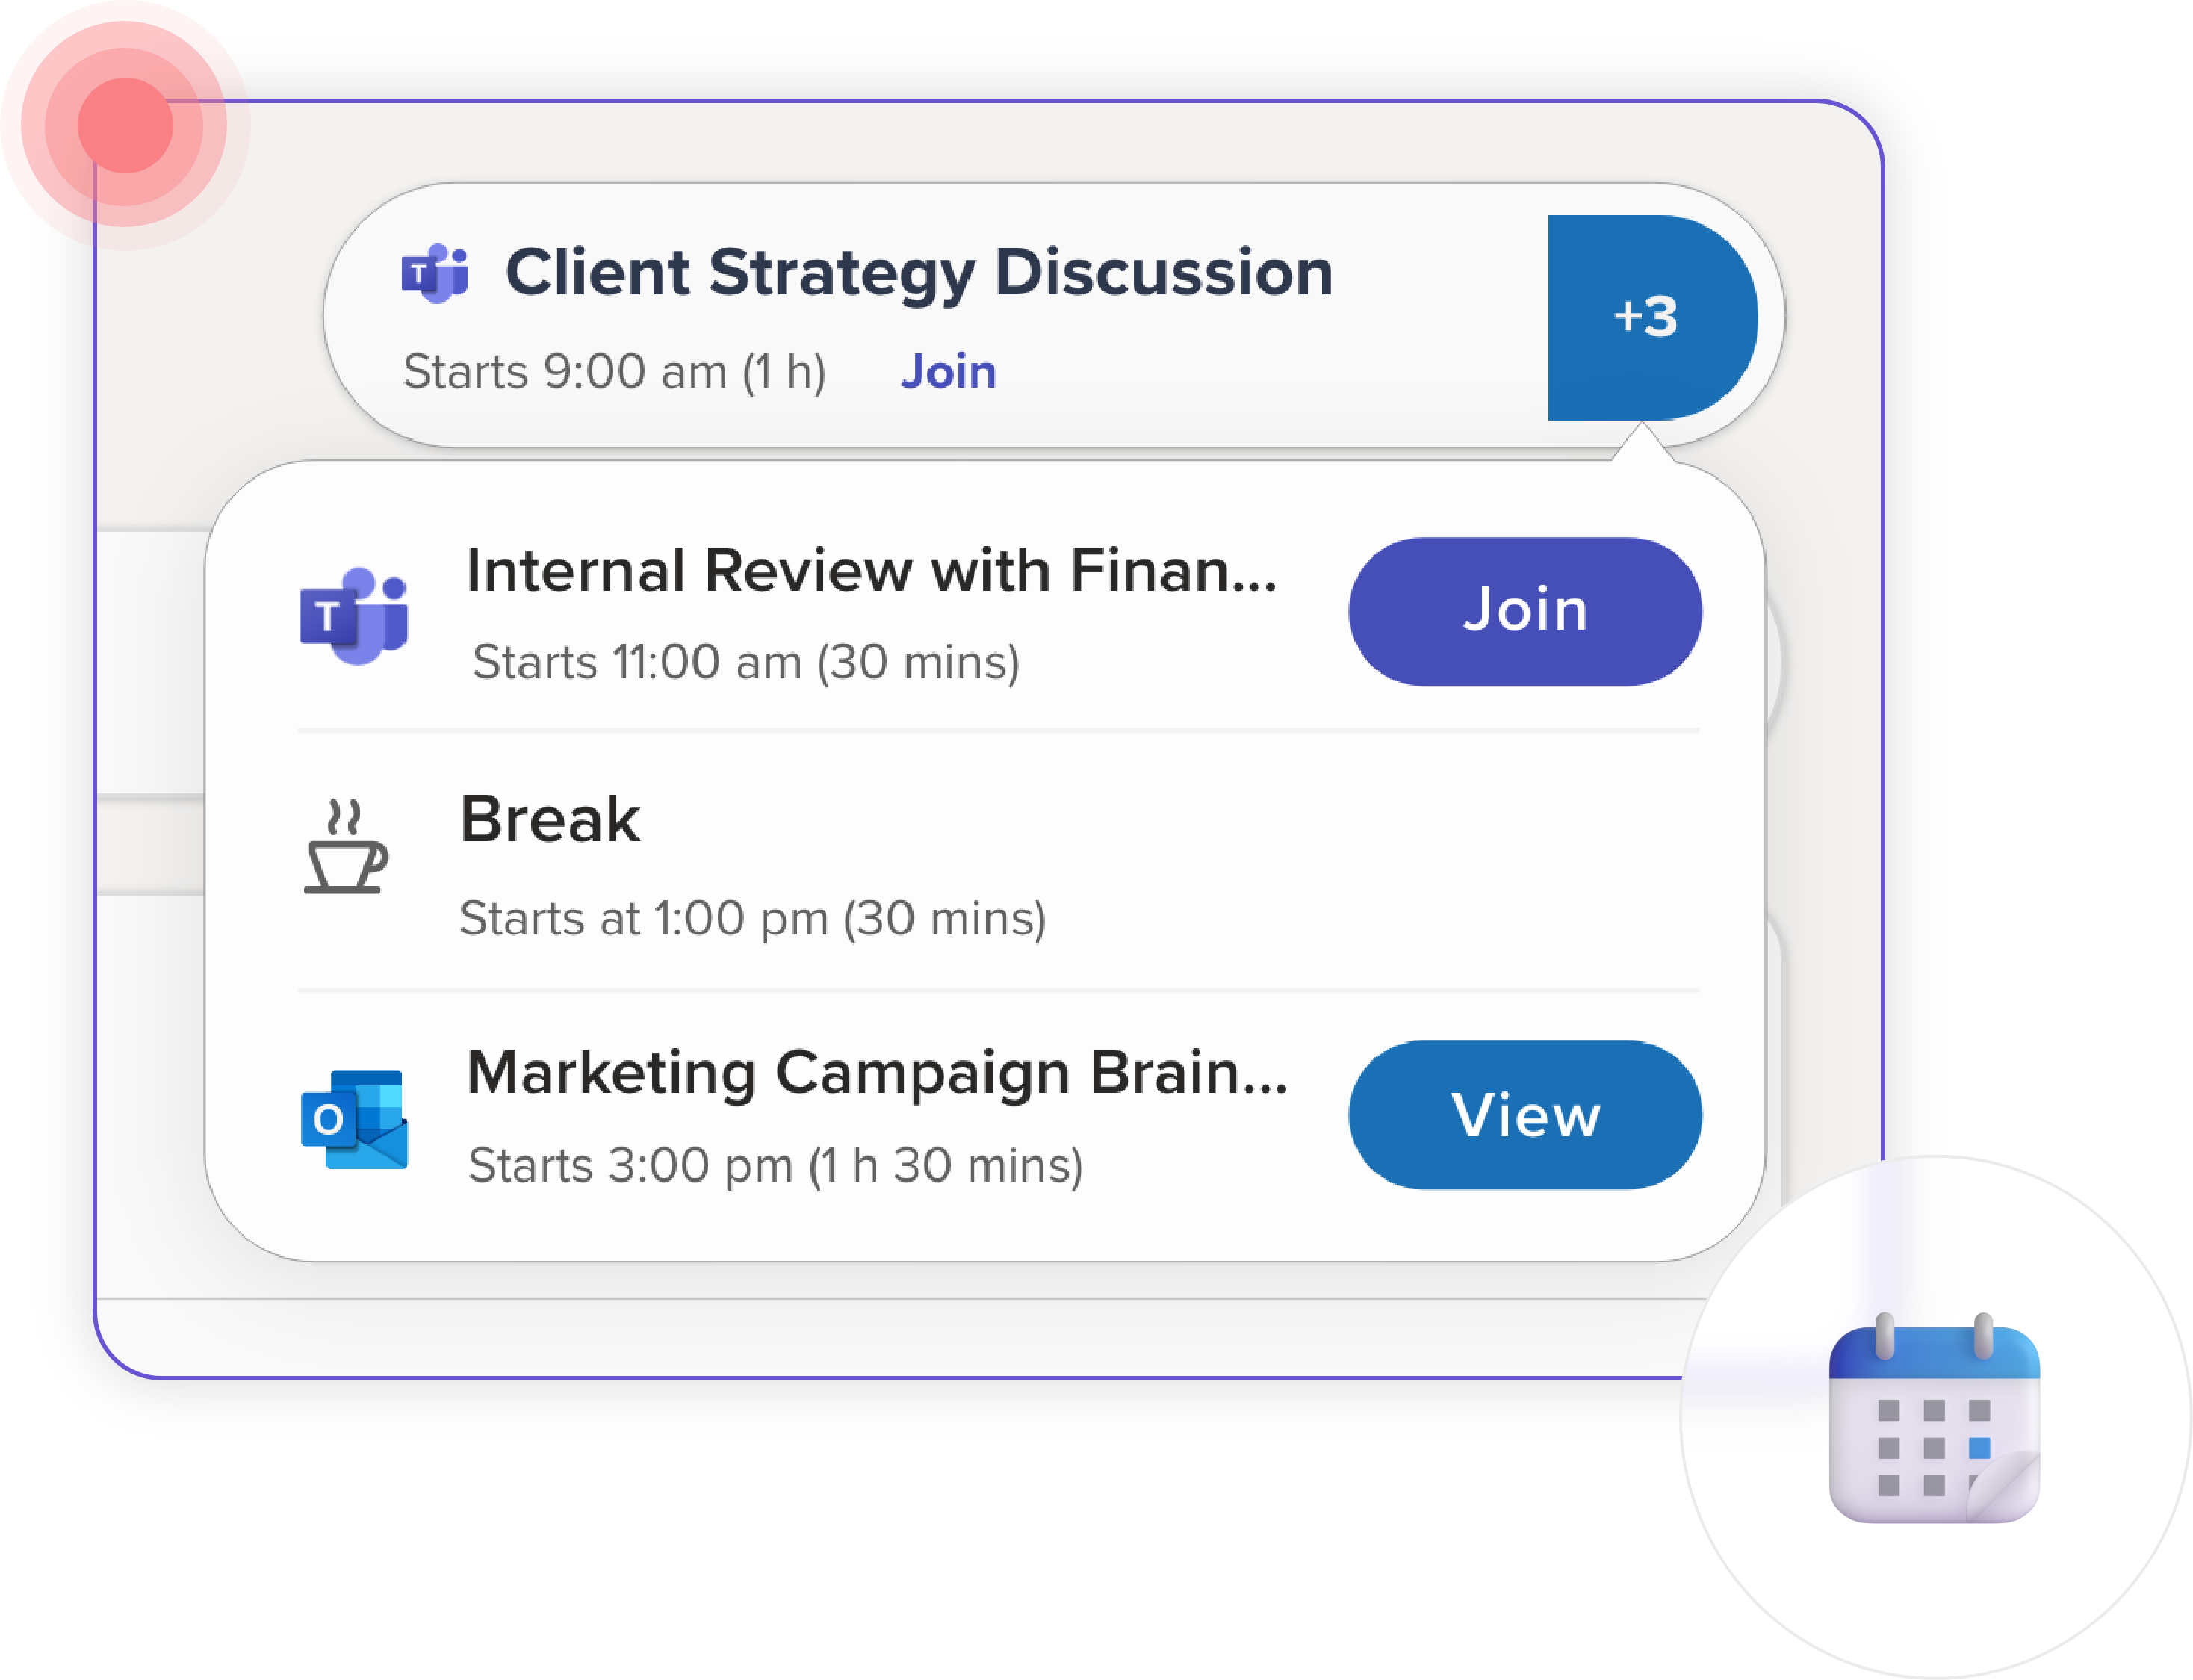 T Client Strategy Discussion
Starts 9:00 am (1 h) Join
+3
Internal Review with Finan...
T
Starts 11:00 am (30 mins)
Join
Break
Starts at 1:00 pm (30 mins)
Marketing Campaign Brain...
O
Starts 3:00 pm (1 h 30 mins)
View